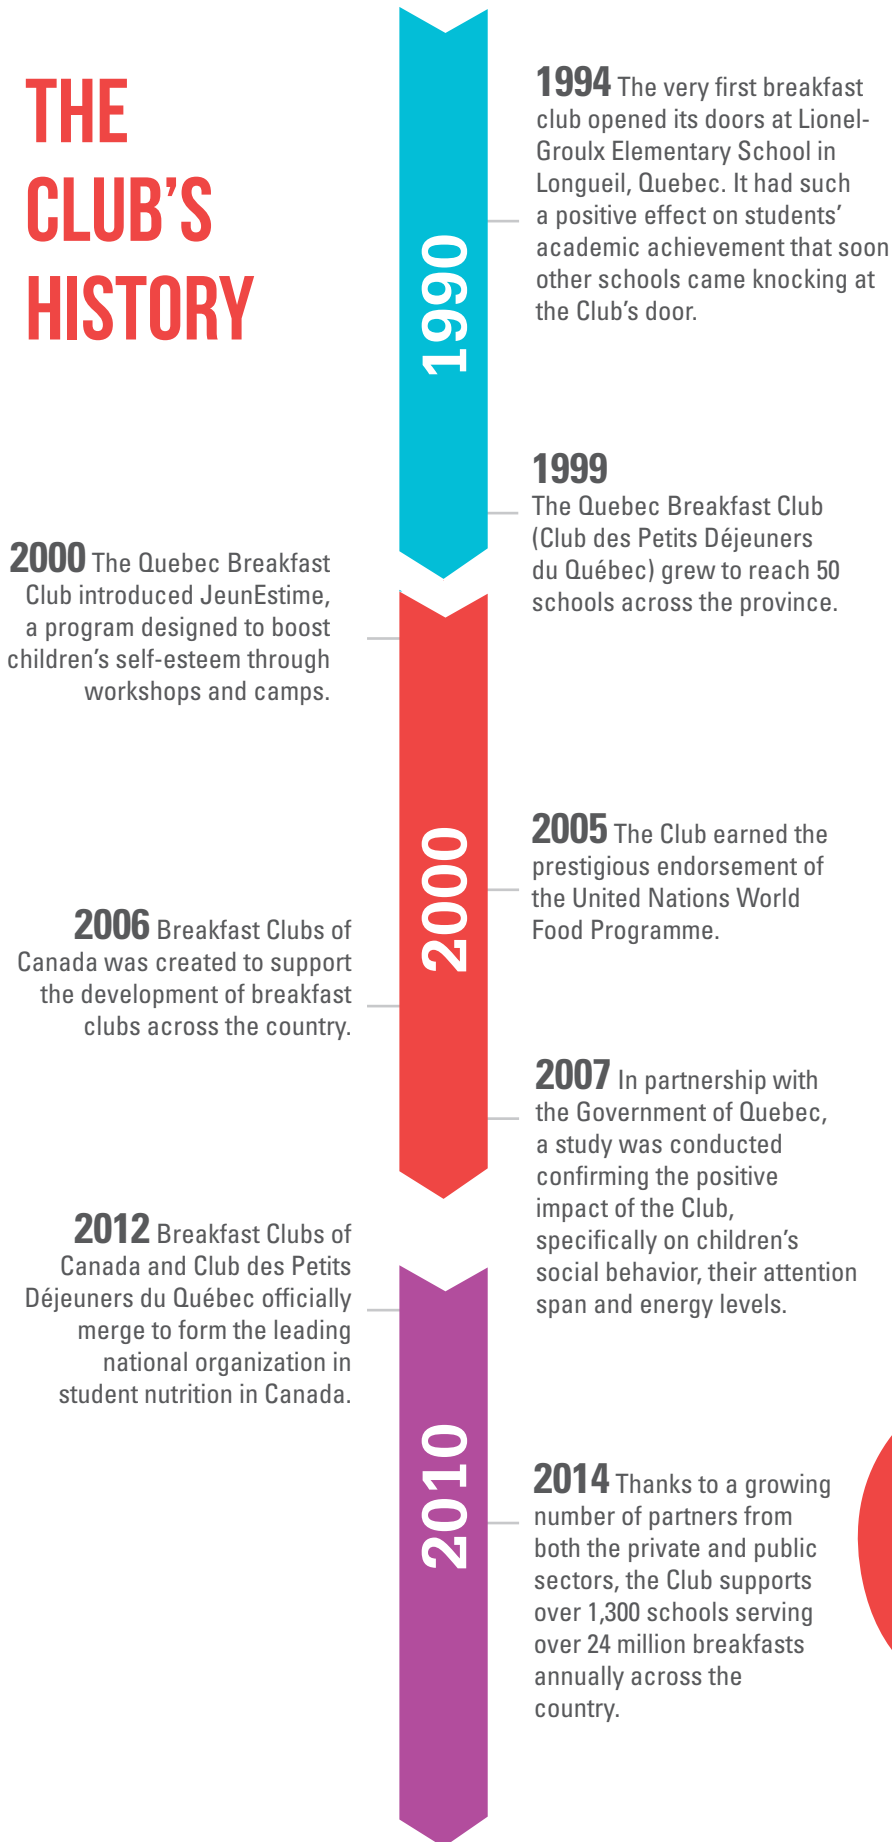 THE
CLUB'S
HISTORY
1990
1994 The very first breakfast
club opened its doors at Lionel-
Groulx Elementary School in
Longueil, Quebec. It had such
a positive effect on students'
academic achievement that soon
other schools came knocking at
the Club's door.
1999
The Quebec Breakfast Club
(Club des Petits Déjeuners
du Québec) grew to reach 50
schools across the province.
2000 The Quebec Breakfast
Club introduced JeunEstime,
a program designed to boost
children's self-esteem through
workshops and camps.
2000
2005 The Club earned the
prestigious endorsement of
the United Nations World
Food Programme.
2006 Breakfast Clubs of
Canada was created to support
the development of breakfast
clubs across the country.
2007 In partnership with
the Government of Quebec,
a study was conducted
confirming the positive
impact of the Club,
specifically on children's
social behavior, their attention
span and energy levels.
2012 Breakfast Clubs of
Canada and Club des Petits
Déjeuners du Québec officially
merge to form the leading
national organization in
student nutrition in Canada.
2010
2014 Thanks to a growing
number of partners from
both the private and public
sectors, the Club supports
over 1,300 schools serving
over 24 million breakfasts
annually across the
country.